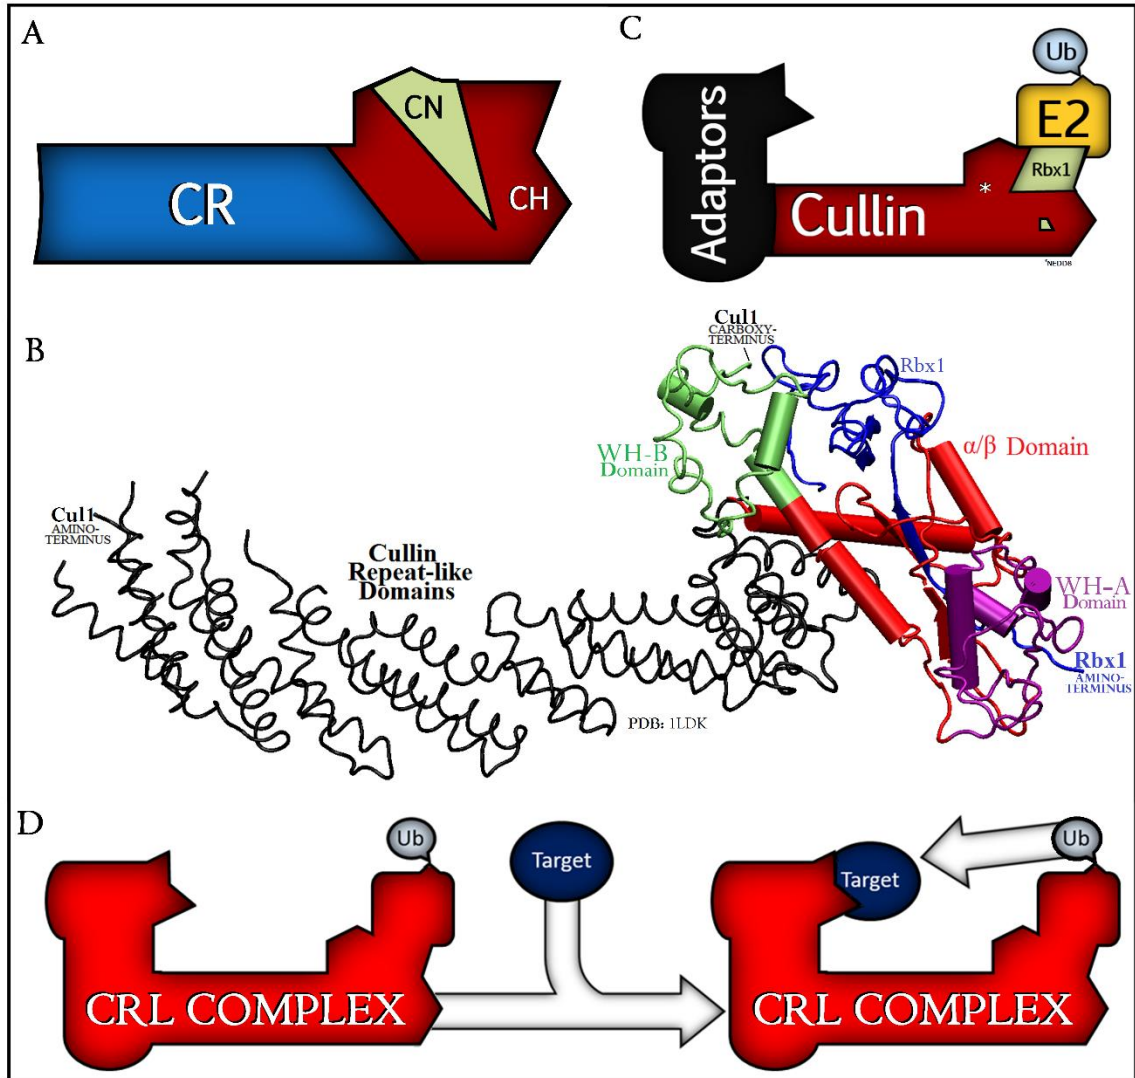 A
CR
CN
CH
C
Adaptors
Cullin
*
Ub
E2
Rbx1
*NEDD8
B
Cul1
AMINO-
TERMINUS
Cullin
Repeat-like
Domains
PDB: 1LDK
Cul1
CARBOXY-
TERMINUS
Rbx1
WH-B
Domain
α/β Domain
WH-A
Domain
Rbx1
AMINO-
TERMINUS
D
Ub
CRL COMPLEX
Target
Target
Ub
CRL COMPLEX